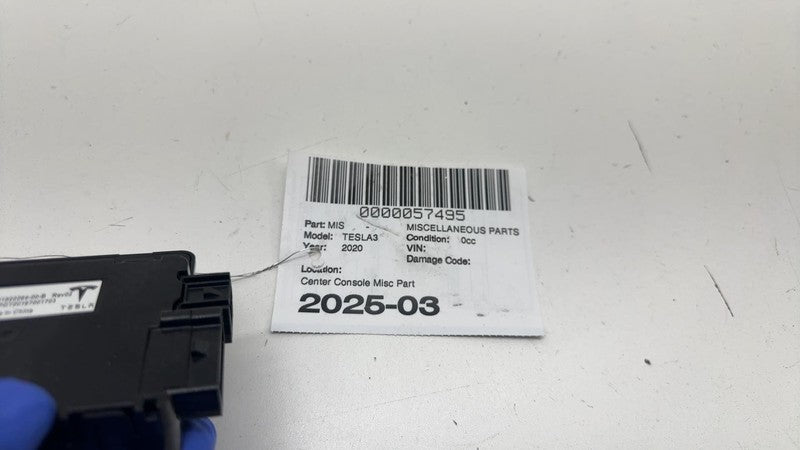 0000057495
Part: MIS - MISCELLANEOUS PARTS
Model: TESLA3 Condition: 0cc
Year: 2020 VIN:
Damage Code:
Location:
Center Console Misc Part
2025-03
Rev02
TESLA